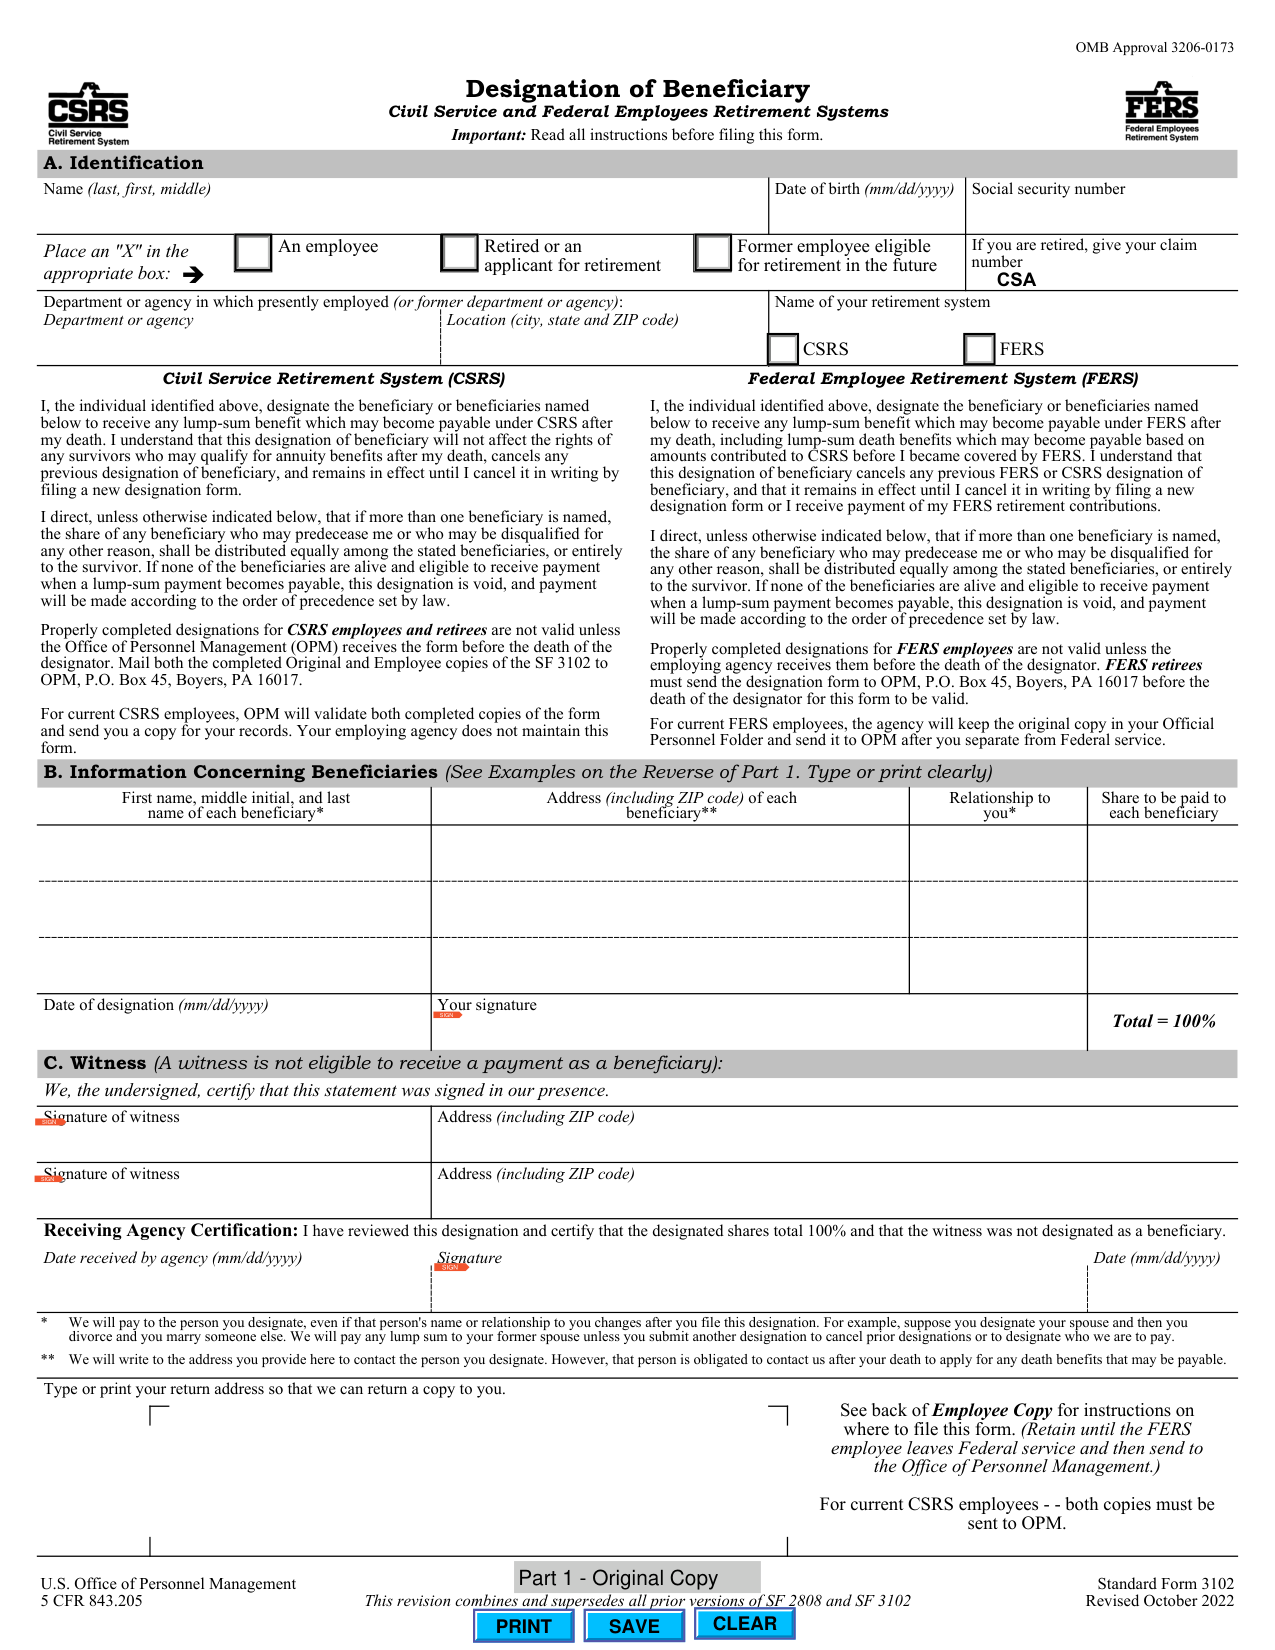 OMB Approval 3206-0173
CSRS
Civil Service
Retirement System
Designation of Beneficiary
Civil Service and Federal Employees Retirement Systems
Important: Read all instructions before filing this form.
FERS
Federal Employees
Retirement System
A. Identification
Name (last, first, middle)
Date of birth (mm/dd/yyyy)
Social security number
Place an "X" in the
appropriate box:
An employee
Retired or an
applicant for retirement
Former employee eligible
for retirement in the future
If you are retired, give your claim
number
CSA
Department or agency in which presently employed (or former department or agency):
Department or agency
Location (city, state and ZIP code)
Name of your retirement system
CSRS
FERS
Civil Service Retirement System (CSRS)
I, the individual identified above, designate the beneficiary or beneficiaries named
below to receive any lump-sum benefit which may become payable under CSRS after
my death. I understand that this designation of beneficiary will not affect the rights of
any survivors who may qualify for annuity benefits after my death, cancels any
previous designation of beneficiary, and remains in effect until I cancel it in writing by
filing a new designation form.
I direct, unless otherwise indicated below, that if more than one beneficiary is named,
the share of any beneficiary who may predecease me or who may be disqualified for
any other reason, shall be distributed equally among the stated beneficiaries, or entirely
to the survivor. If none of the beneficiaries are alive and eligible to receive payment
when a lump-sum payment becomes payable, this designation is void, and payment
will be made according to the order of precedence set by law.
Properly completed designations for CSRS employees and retirees are not valid unless
the Office of Personnel Management (OPM) receives the form before the death of the
designator. Mail both the completed Original and Employee copies of the SF 3102 to
OPM, P.O. Box 45, Boyers, PA 16017.
For current CSRS employees, OPM will validate both completed copies of the form
and send you a copy for your records. Your employing agency does not maintain this
form.
Federal Employee Retirement System (FERS)
I, the individual identified above, designate the beneficiary or beneficiaries named
below to receive any lump-sum benefit which may become payable under FERS after
my death, including lump-sum death benefits which may become payable based on
amounts contributed to CSRS before I became covered by FERS. I understand that
this designation of beneficiary cancels any previous FERS or CSRS designation of
beneficiary, and that it remains in effect until I cancel it in writing by filing a new
designation form or I receive payment of my FERS retirement contributions.
I direct, unless otherwise indicated below, that if more than one beneficiary is named,
the share of any beneficiary who may predecease me or who may be disqualified for
any other reason, shall be distributed equally among the stated beneficiaries, or entirely
to the survivor. If none of the beneficiaries are alive and eligible to receive payment
when a lump-sum payment becomes payable, this designation is void, and payment
will be made according to the order of precedence set by law.
Properly completed designations for FERS employees are not valid unless the
employing agency receives them before the death of the designator. FERS retirees
must send the designation form to OPM, P.O. Box 45, Boyers, PA 16017 before the
death of the designator for this form to be valid.
For current FERS employees, the agency will keep the original copy in your Official
Personnel Folder and send it to OPM after you separate from Federal service.
B. Information Concerning Beneficiaries (See Examples on the Reverse of Part 1. Type or print clearly)
First name, middle initial, and last
name of each beneficiary*
Address (including ZIP code) of each
beneficiary**
Relationship to
you*
Share to be paid to
each beneficiary
Date of designation (mm/dd/yyyy)
Your signature
SIGN
Total = 100%
C. Witness (A witness is not eligible to receive a payment as a beneficiary):
We, the undersigned, certify that this statement was signed in our presence.
Signature of witness
SIGN
Address (including ZIP code)
Signature of witness
SIGN
Address (including ZIP code)
Receiving Agency Certification: I have reviewed this designation and certify that the designated shares total 100% and that the witness was not designated as a beneficiary.
Date received by agency (mm/dd/yyyy)
Signature
SIGN
Date (mm/dd/yyyy)
* We will pay to the person you designate, even if that person's name or relationship to you changes after you file this designation. For example, suppose you designate your spouse and then you
divorce and you marry someone else. We will pay any lump sum to your former spouse unless you submit another designation to cancel prior designations or to designate who we are to pay.
** We will write to the address you provide here to contact the person you designate. However, that person is obligated to contact us after your death to apply for any death benefits that may be payable.
Type or print your return address so that we can return a copy to you.
See back of Employee Copy for instructions on
where to file this form. (Retain until the FERS
employee leaves Federal service and then send to
the Office of Personnel Management.)
For current CSRS employees - - both copies must be
sent to OPM.
U.S. Office of Personnel Management
5 CFR 843.205
Part 1 - Original Copy
This revision combines and supersedes all prior versions of SF 2808 and SF 3102
Standard Form 3102
Revised October 2022
PRINT
SAVE
CLEAR